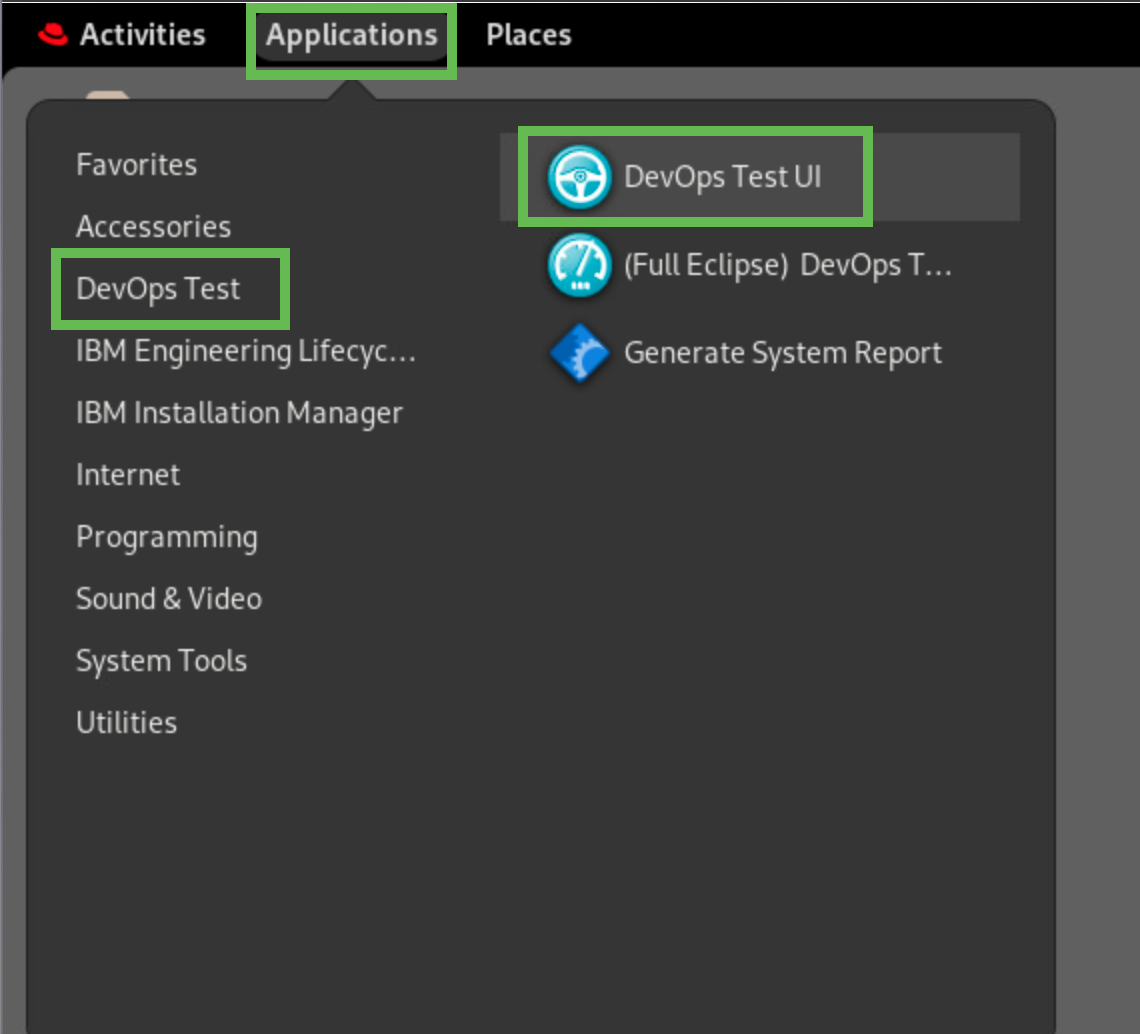 Activities Applications Places
Favorites
Accessories
DevOps Test
IBM Engineering Lifecyc...
IBM Installation Manager
Internet
Programming
Sound & Video
System Tools
Utilities
DevOps Test UI
(Full Eclipse) DevOps T...
Generate System Report